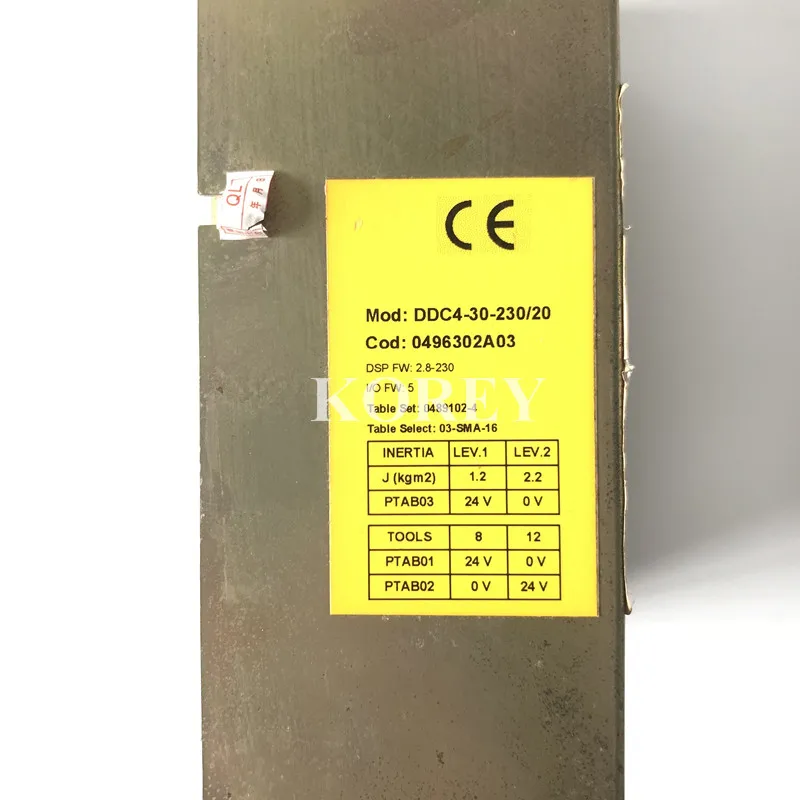 QL
年 月
CE
Mod: DDC4-30-230/20
Cod: 0496302A03
DSP FW: 2.8-230
I/O FW: 5
KOREY
Table Set: 0489102-4
Table Select: 03-SMA-16
INERTIA LEV.1 LEV.2
J (kgm2) 1.2 2.2
PTAB03 24 V 0 V
TOOLS 8 12
PTAB01 24 V 0 V
PTAB02 0 V 24 V